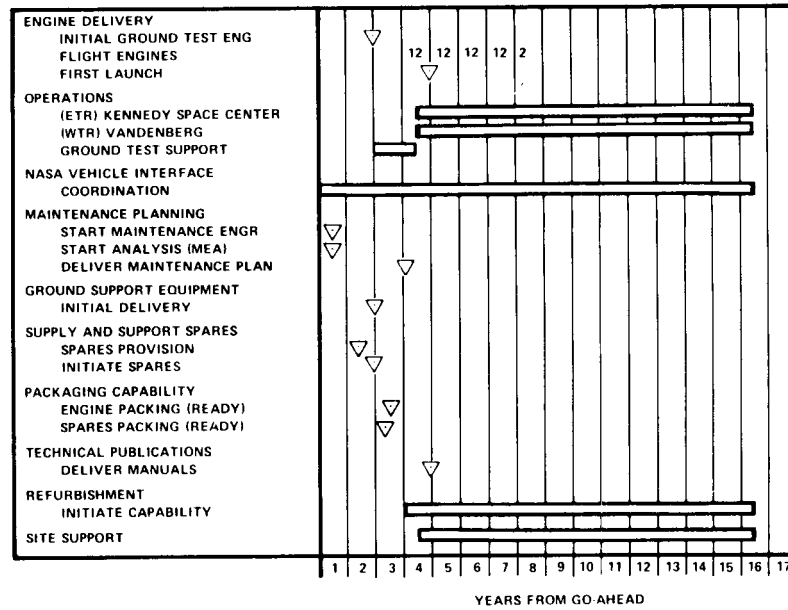 ENGINE DELIVERY
INITIAL GROUND TEST ENG
FLIGHT ENGINES 12 12 12 12 2
FIRST LAUNCH
OPERATIONS
(ETR) KENNEDY SPACE CENTER
(WTR) VANDENBERG
GROUND TEST SUPPORT
NASA VEHICLE INTERFACE
COORDINATION
MAINTENANCE PLANNING
START MAINTENANCE ENGR
START ANALYSIS (MEA)
DELIVER MAINTENANCE PLAN
GROUND SUPPORT EQUIPMENT
INITIAL DELIVERY
SUPPLY AND SUPPORT SPARES
SPARES PROVISION
INITIATE SPARES
PACKAGING CAPABILITY
ENGINE PACKING (READY)
SPARES PACKING (READY)
TECHNICAL PUBLICATIONS
DELIVER MANUALS
REFURBISHMENT
INITIATE CAPABILITY
SITE SUPPORT
1 2 3 4 5 6 7 8 9 10 11 12 13 14 15 16 17
YEARS FROM GO-AHEAD